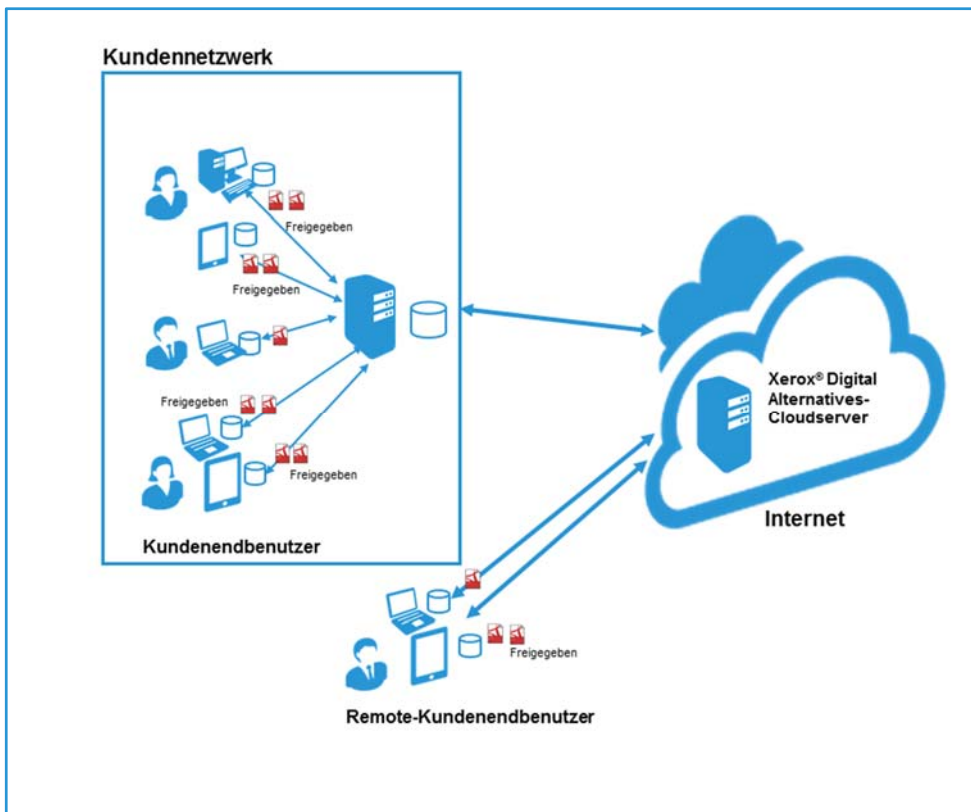 Kundennetzwerk
Freigegeben
Freigegeben
Freigegeben
Freigegeben
Kundenendbenutzer
Xerox® Digital
Alternatives-
Cloudserver
Internet
Freigegeben
Remote-Kundenendbenutzer